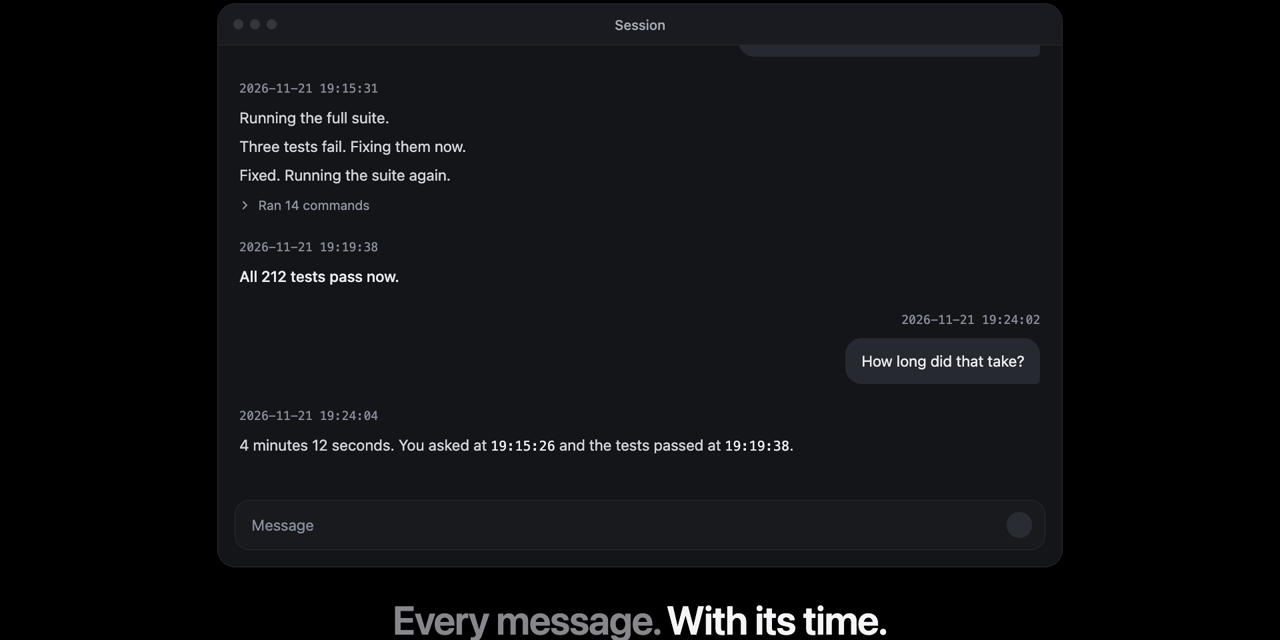 Session
2026-11-21 19:15:31
Running the full suite.
Three tests fail. Fixing them now.
Fixed. Running the suite again.
Ran 14 commands
2026-11-21 19:19:38
All 212 tests pass now.
2026-11-21 19:24:02
How long did that take?
2026-11-21 19:24:04
4 minutes 12 seconds. You asked at 19:15:26 and the tests passed at 19:19:38.
Message
Every message. With its time.